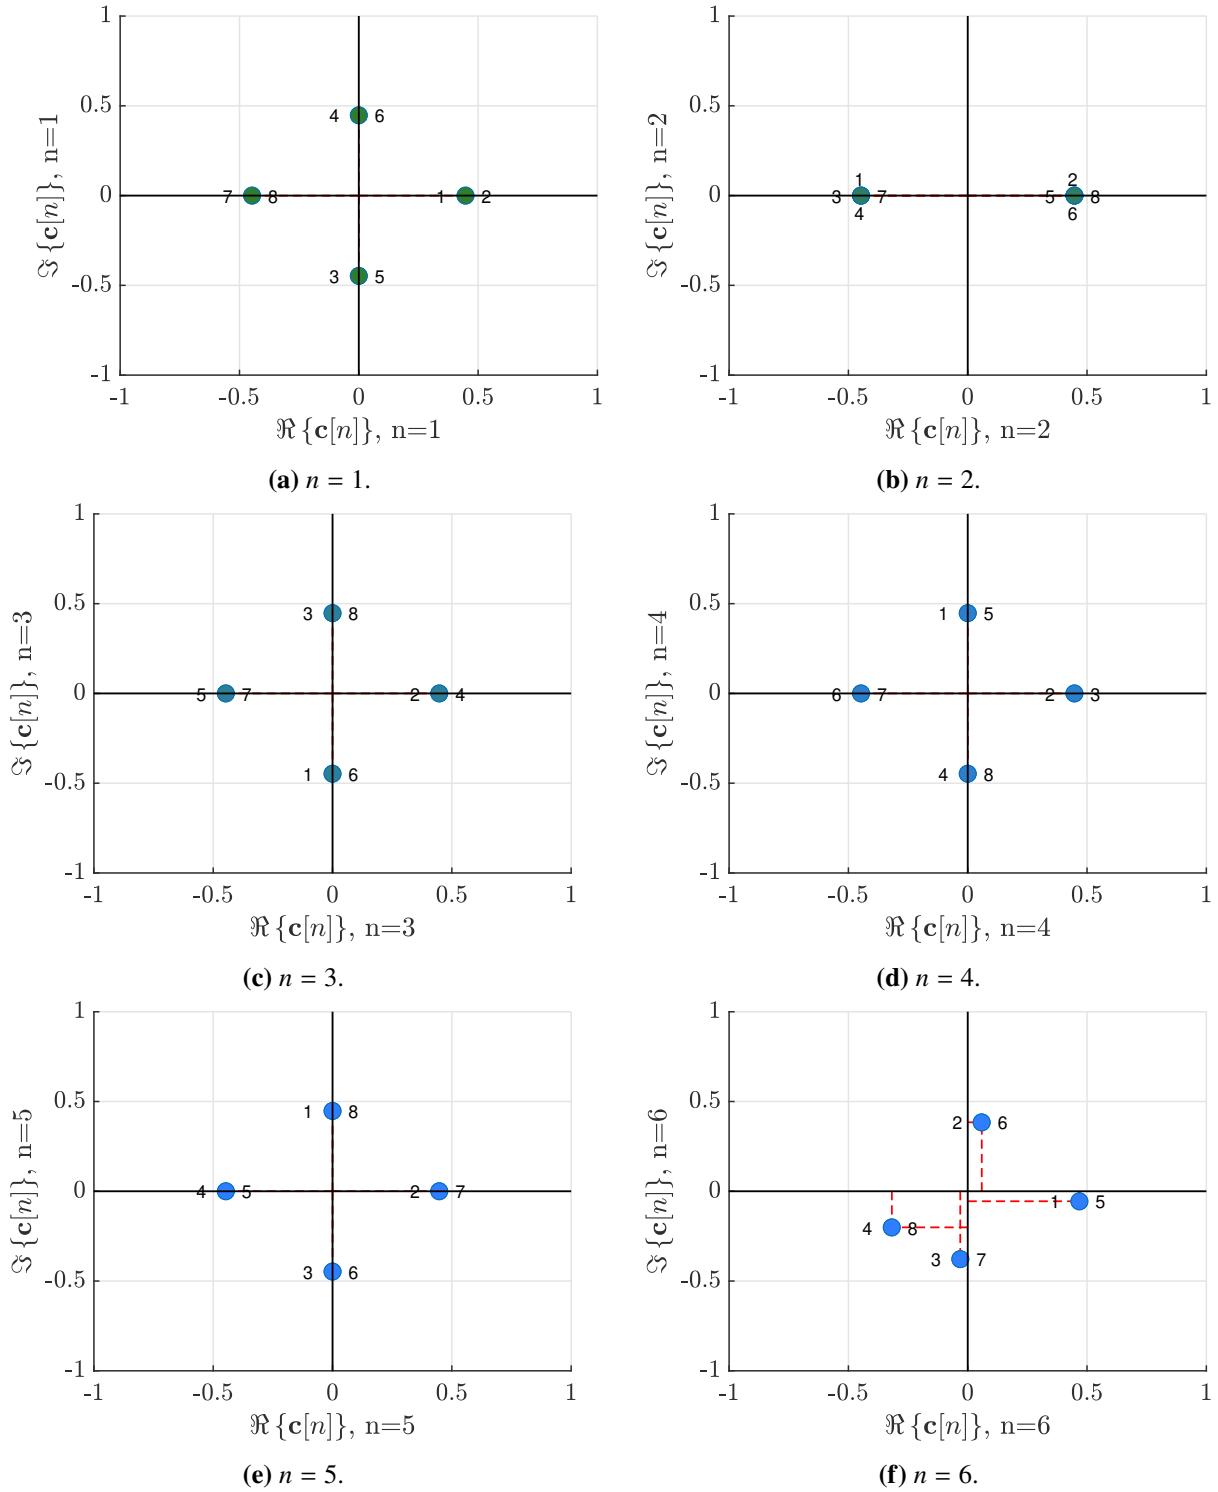 1
0.5
4 6
ℑ{c[n]}, n=1
0
7 8 1 2
-0.5
3 5
-1
-1 -0.5 0 0.5 1
ℜ{c[n]}, n=1
(a) n = 1.
1
0.5
ℑ{c[n]}, n=2
1 2
0
3 7 5 8
4 6
-0.5
-1
-1 -0.5 0 0.5 1
ℜ{c[n]}, n=2
(b) n = 2.
1
0.5
3 8
ℑ{c[n]}, n=3
0
5 7 2 4
-0.5
1 6
-1
-1 -0.5 0 0.5 1
ℜ{c[n]}, n=3
(c) n = 3.
1
0.5
1 5
ℑ{c[n]}, n=4
0
6 7 2 3
-0.5
4 8
-1
-1 -0.5 0 0.5 1
ℜ{c[n]}, n=4
(d) n = 4.
1
0.5
1 8
ℑ{c[n]}, n=5
0
4 5 2 7
-0.5
3 6
-1
-1 -0.5 0 0.5 1
ℜ{c[n]}, n=5
(e) n = 5.
1
0.5
2 6
ℑ{c[n]}, n=6
0
1 5
4 8
3 7
-0.5
-1
-1 -0.5 0 0.5 1
ℜ{c[n]}, n=6
(f) n = 6.